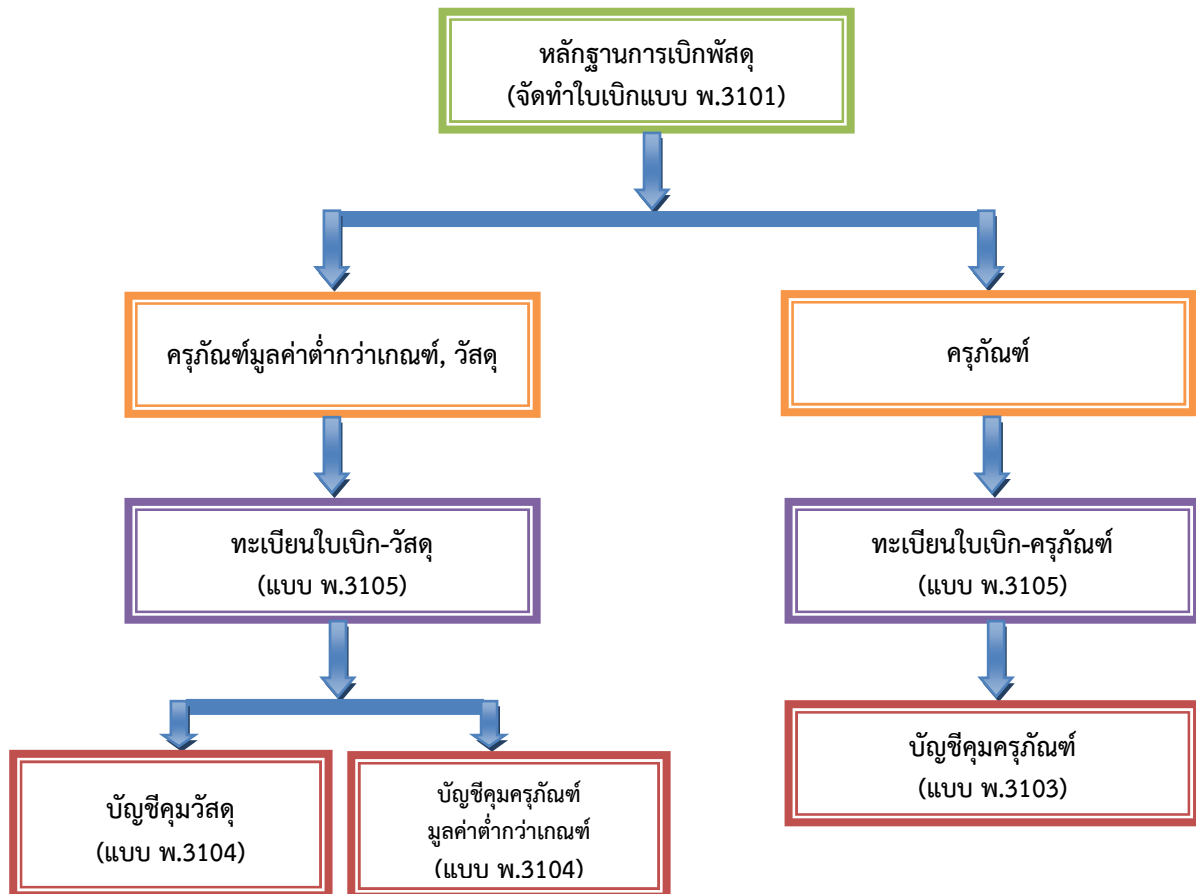 หลักฐานการเบิกพัสดุ
(จัดทำใบเบิกแบบ พ.3101)
ครุภัณฑ์มูลค่าต่ำกว่าเกณฑ์, วัสดุ
ครุภัณฑ์
ทะเบียนใบเบิก-วัสดุ
(แบบ พ.3105)
ทะเบียนใบเบิก-ครุภัณฑ์
(แบบ พ.3105)
บัญชีคุมวัสดุ
(แบบ พ.3104)
บัญชีคุมครุภัณฑ์
มูลค่าต่ำกว่าเกณฑ์
(แบบ พ.3104)
บัญชีคุมครุภัณฑ์
(แบบ พ.3103)